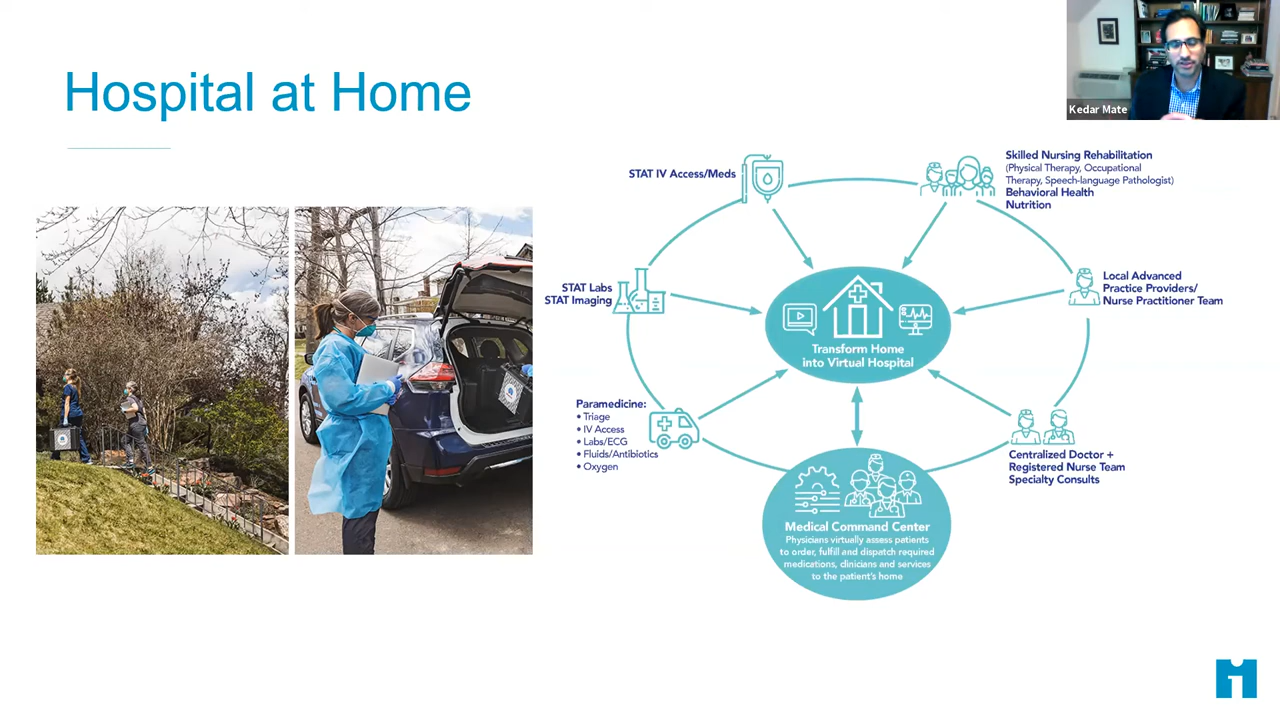 Hospital at Home
Kedar Mate
STAT IV Access/Meds
Skilled Nursing Rehabilitation
(Physical Therapy, Occupational
Therapy, Speech-language Pathologist)
Behavioral Health
Nutrition
STAT Labs
STAT Imaging
Local Advanced
Practice Providers/
Nurse Practitioner Team
Transform Home
into Virtual Hospital
Paramedicine:
• Triage
• IV Access
• Labs/ECG
• Fluids/Antibiotics
• Oxygen
Centralized Doctor +
Registered Nurse Team
Specialty Consults
Medical Command Center
Physicians virtually assess patients
to order, fulfill and dispatch required
medications, clinicians and services
to the patient's home